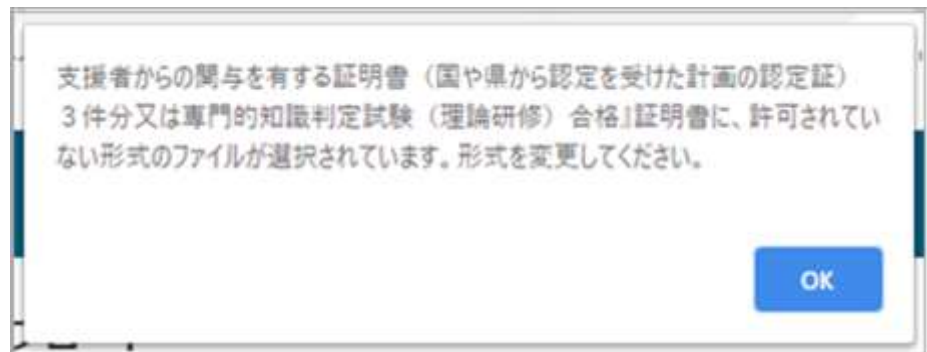 支援者からの関与を有する証明書（国や県から認定を受けた計画の認定証）
３件分又は専門的知識判定試験（理論研修）合格』証明書に、許可されてい
ない形式のファイルが選択されています。形式を変更してください。
OK